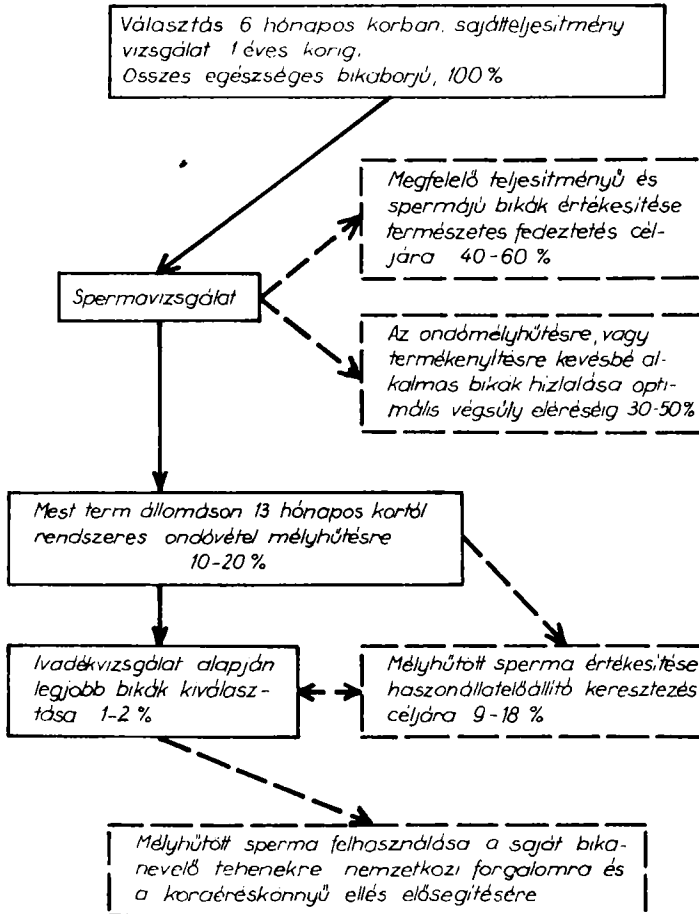 Választás 6 hónapos korban, sajátteljesítmény
vizsgálat 1 éves korig.
Összes egészséges bikaborjú, 100 %
Megfelelő teljesítményű és
spermájú bikák értékesítése
természetes fedeztetés cél-
jára 40-60 %
Spermavizsgálat
Az ondómélyhűtésre, vagy
termékenyítésre kevésbé al-
kalmas bikák hizlalása opti-
mális végsúly eléréséig 30-50%
Mest term állomáson 13 hónapos kortól
rendszeres ondóvétel mélyhűtésre
10-20 %
Ivadékvizsgálat alapján
legjobb bikák kiválasz-
tása 1-2 %
Mélyhűtött sperma értékesítése
haszonállatelőállító keresztezés
céljára 9-18 %
Mélyhűtött sperma felhasználása a saját bika-
nevelő tehenekre nemzetközi forgalomra és
a koraéréskönnyű ellés elősegítésére